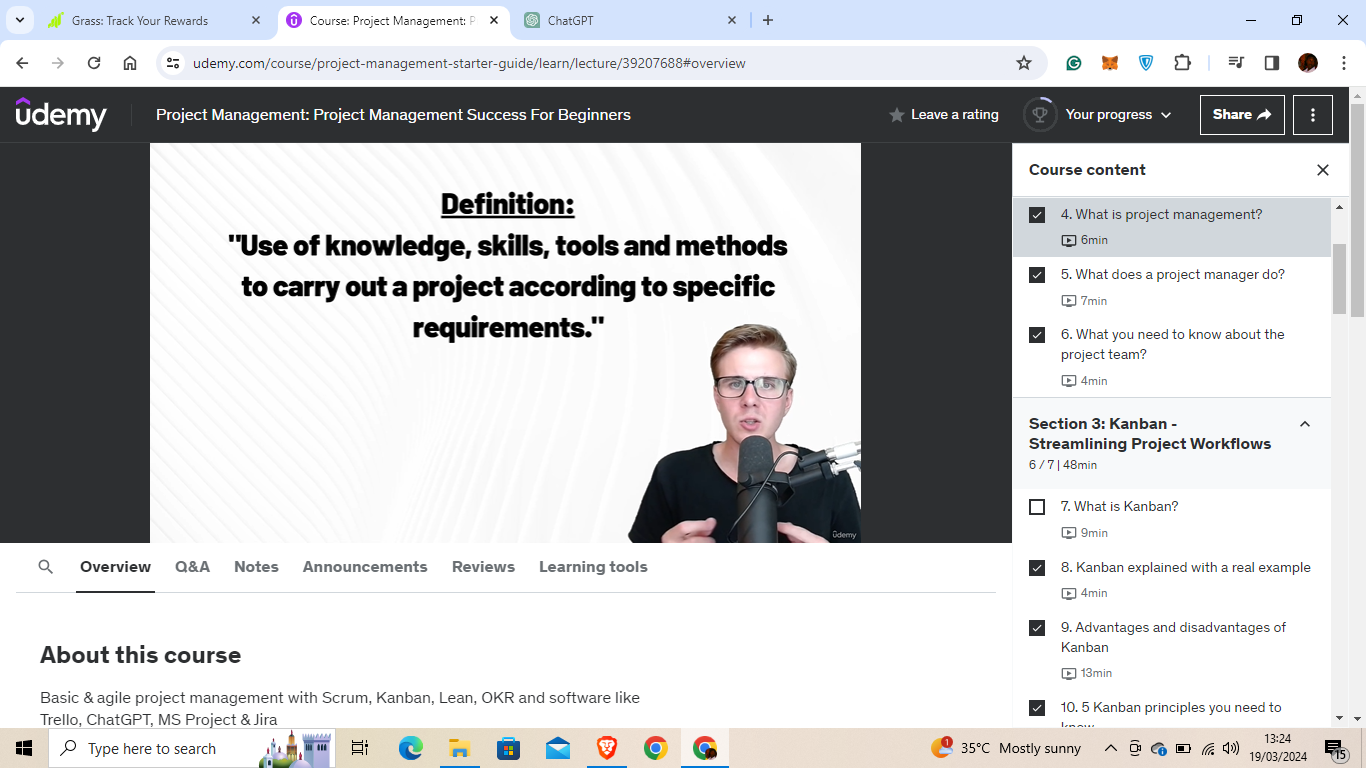 Grass: Track Your Rewards
Course: Project Management: P
ChatGPT
udemy.com/course/project-management-starter-guide/learn/lecture/39207688#overview
udemy
Project Management: Project Management Success For Beginners
Leave a rating
Your progress
Share
Definition:
"Use of knowledge, skills, tools and methods
to carry out a project according to specific
requirements."
udemy
Course content
4. What is project management?
6min
5. What does a project manager do?
7min
6. What you need to know about the
project team?
4min
Section 3: Kanban -
Streamlining Project Workflows
6 / 7 | 48min
7. What is Kanban?
9min
8. Kanban explained with a real example
4min
9. Advantages and disadvantages of
Kanban
13min
10. 5 Kanban principles you need to
know
Overview
Q&A
Notes
Announcements
Reviews
Learning tools
About this course
Basic & agile project management with Scrum, Kanban, Lean, OKR and software like
Trello, ChatGPT, MS Project & Jira
Type here to search
1
35°C Mostly sunny
13:24
19/03/2024
15